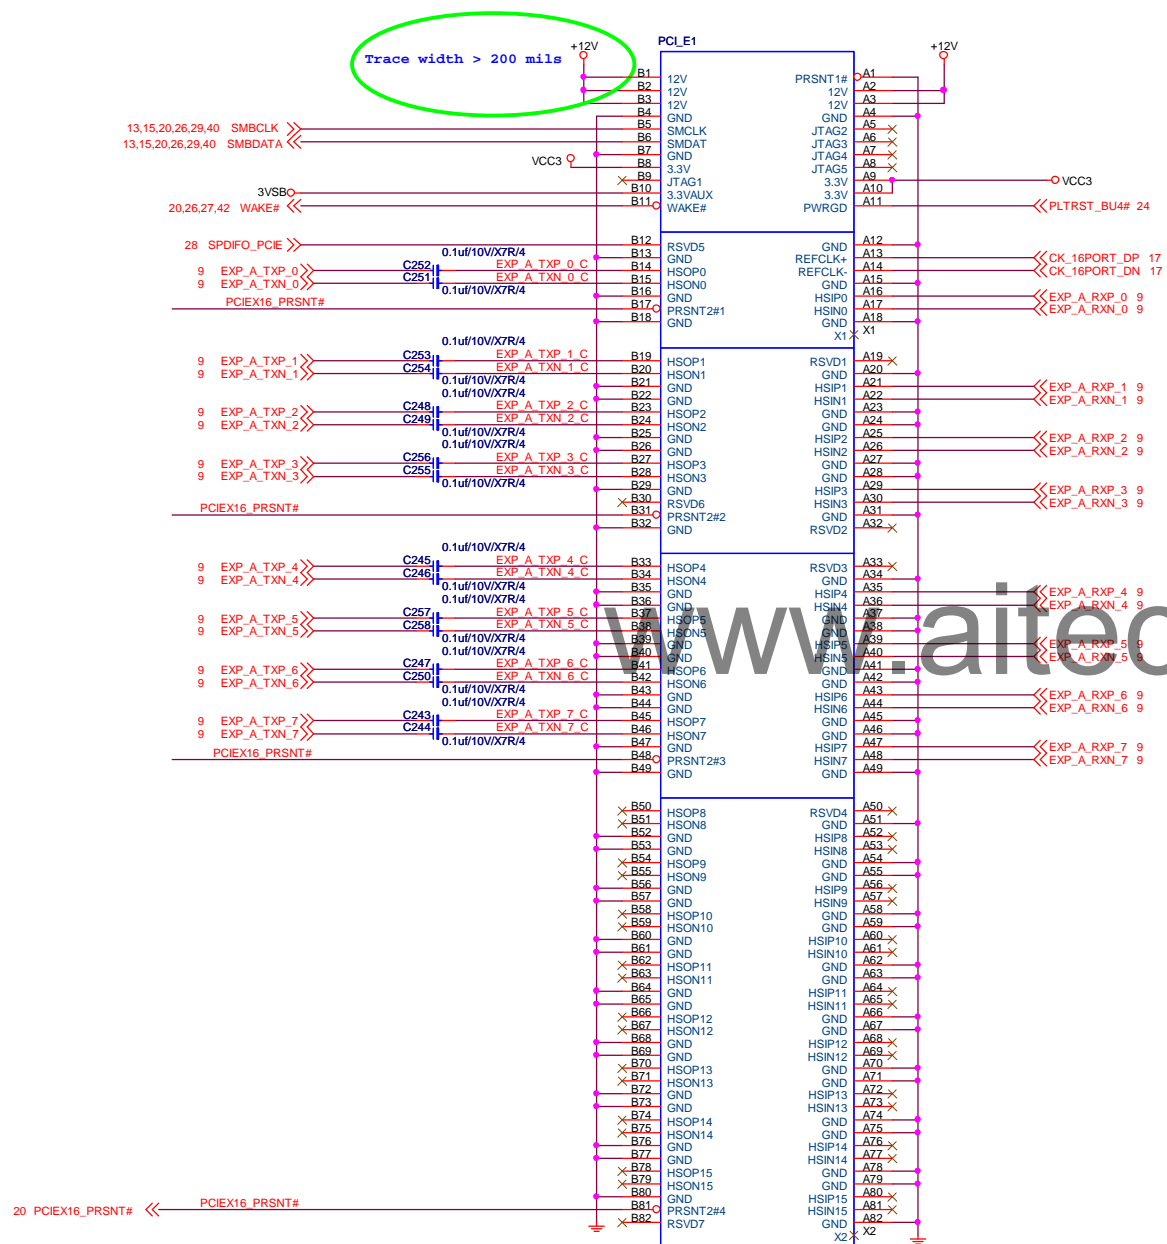 +12V PCI_E1 +12V
Trace width > 200 mils
B1 12V PRSNT1# A1
B2 12V 12V A2
B3 12V 12V A3
B4 GND GND A4
13,15,20,26,29,40 SMBCLK B5 SMCLK JTAG2 A5
13,15,20,26,29,40 SMBDATA B6 SMDAT JTAG3 A6
B7 GND JTAG4 A7
VCC3 B8 3.3V JTAG5 A8
B9 JTAG1 3.3V A9 VCC3
3VSB B10 3.3VAUX 3.3V A10
20,26,27,42 WAKE# B11 WAKE# PWRGD A11 PLTRST_BU4# 24
28 SPDIFO_PCIE B12 RSVD5 GND A12
0.1uf/10V/X7R/4 B13 GND REFCLK+ A13 CK_16PORT_DP 17
9 EXP_A_TXP_0 C252 EXP_A_TXP_0_C B14 HSOP0 REFCLK- A14 CK_16PORT_DN 17
9 EXP_A_TXN_0 C251 EXP_A_TXN_0_C B15 HSON0 GND A15
0.1uf/10V/X7R/4 B16 GND HSIP0 A16 EXP_A_RXP_0 9
PCIEX16_PRSNT# B17 PRSNT2#1 HSIN0 A17 EXP_A_RXN_0 9
B18 GND GND A18
X1 X1
0.1uf/10V/X7R/4
9 EXP_A_TXP_1 C253 EXP_A_TXP_1_C B19 HSOP1 RSVD1 A19
9 EXP_A_TXN_1 C254 EXP_A_TXN_1_C B20 HSON1 GND A20
0.1uf/10V/X7R/4 B21 GND HSIP1 A21 EXP_A_RXP_1 9
0.1uf/10V/X7R/4 B22 GND HSIN1 A22 EXP_A_RXN_1 9
9 EXP_A_TXP_2 C248 EXP_A_TXP_2_C B23 HSOP2 GND A23
9 EXP_A_TXN_2 C249 EXP_A_TXN_2_C B24 HSON2 GND A24
0.1uf/10V/X7R/4 B25 GND HSIP2 A25 EXP_A_RXP_2 9
0.1uf/10V/X7R/4 B26 GND HSIN2 A26 EXP_A_RXN_2 9
9 EXP_A_TXP_3 C256 EXP_A_TXP_3_C B27 HSOP3 GND A27
9 EXP_A_TXN_3 C255 EXP_A_TXN_3_C B28 HSON3 GND A28
0.1uf/10V/X7R/4 B29 GND HSIP3 A29 EXP_A_RXP_3 9
B30 RSVD6 HSIN3 A30 EXP_A_RXN_3 9
PCIEX16_PRSNT# B31 PRSNT2#2 GND A31
B32 GND RSVD2 A32
0.1uf/10V/X7R/4
9 EXP_A_TXP_4 C245 EXP_A_TXP_4_C B33 HSOP4 RSVD3 A33
9 EXP_A_TXN_4 C246 EXP_A_TXN_4_C B34 HSON4 GND A34
0.1uf/10V/X7R/4 B35 GND HSIP4 A35 EXP_A_RXP_4 9
0.1uf/10V/X7R/4 B36 GND HSIN4 A36 EXP_A_RXN_4 9
9 EXP_A_TXP_5 C257 EXP_A_TXP_5_C B37 HSOP5 GND A37
9 EXP_A_TXN_5 C258 EXP_A_TXN_5_C B38 HSON5 GND A38
0.1uf/10V/X7R/4 B39 GND HSIP5 A39 EXP_A_RXP_5 9
0.1uf/10V/X7R/4 B40 GND HSIN5 A40 EXP_A_RXN_5 9
www.aitec
9 EXP_A_TXP_6 C247 EXP_A_TXP_6_C B41 HSOP6 GND A41
9 EXP_A_TXN_6 C250 EXP_A_TXN_6_C B42 HSON6 GND A42
0.1uf/10V/X7R/4 B43 GND HSIP6 A43 EXP_A_RXP_6 9
0.1uf/10V/X7R/4 B44 GND HSIN6 A44 EXP_A_RXN_6 9
9 EXP_A_TXP_7 C243 EXP_A_TXP_7_C B45 HSOP7 GND A45
9 EXP_A_TXN_7 C244 EXP_A_TXN_7_C B46 HSON7 GND A46
0.1uf/10V/X7R/4 B47 GND HSIP7 A47 EXP_A_RXP_7 9
PCIEX16_PRSNT# B48 PRSNT2#3 HSIN7 A48 EXP_A_RXN_7 9
B49 GND GND A49
B50 HSOP8 RSVD4 A50
B51 HSON8 GND A51
B52 GND HSIP8 A52
B53 GND HSIN8 A53
B54 HSOP9 GND A54
B55 HSON9 GND A55
B56 GND HSIP9 A56
B57 GND HSIN9 A57
B58 HSOP10 GND A58
B59 HSON10 GND A59
B60 GND HSIP10 A60
B61 GND HSIN10 A61
B62 HSOP11 GND A62
B63 HSON11 GND A63
B64 GND HSIP11 A64
B65 GND HSIN11 A65
B66 HSOP12 GND A66
B67 HSON12 GND A67
B68 GND HSIP12 A68
B69 GND HSIN12 A69
B70 HSOP13 GND A70
B71 HSON13 GND A71
B72 GND HSIP13 A72
B73 GND HSIN13 A73
B74 HSOP14 GND A74
B75 HSON14 GND A75
B76 GND HSIP14 A76
B77 GND HSIN14 A77
B78 HSOP15 GND A78
B79 HSON15 GND A79
B80 GND HSIP15 A80
20 PCIEX16_PRSNT# PCIEX16_PRSNT# B81 PRSNT2#4 HSIN15 A81
B82 RSVD7 GND A82
X2 X2